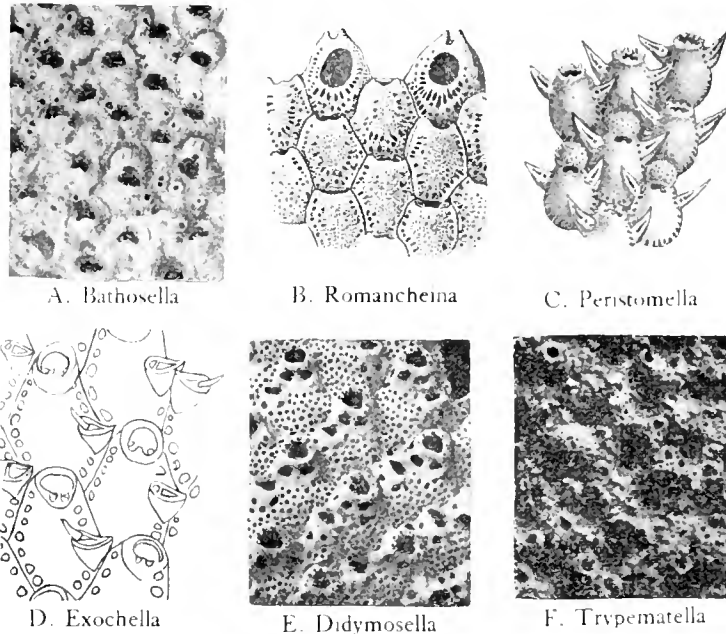 A. Bathosella
B. Romancheina
C. Peristomella
D. Exochella
E. Didymosella
F. Trypematella